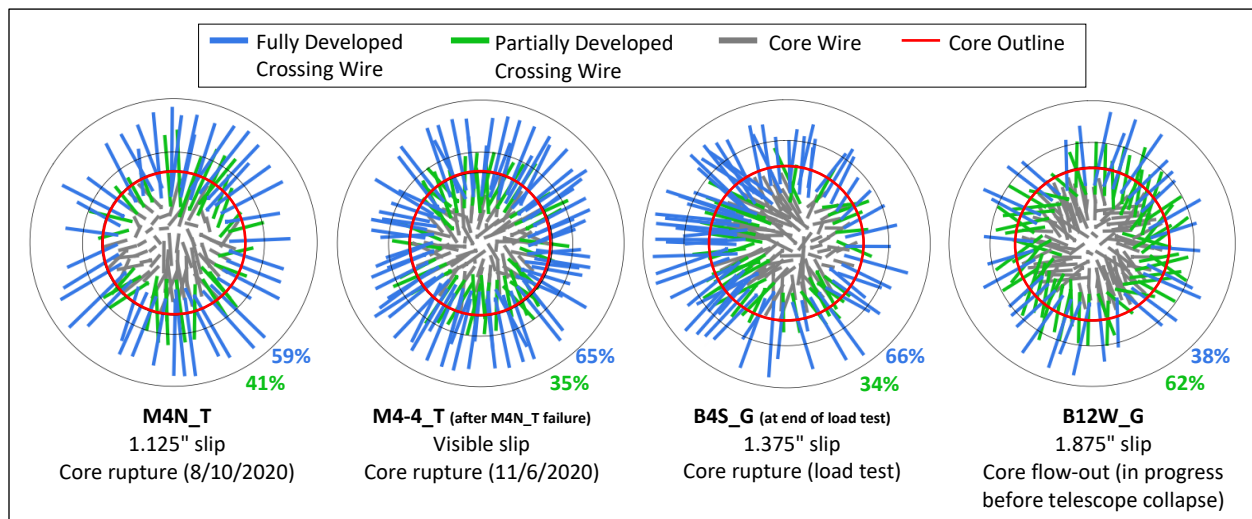 Fully Developed Crossing Wire
Partially Developed Crossing Wire
Core Wire
Core Outline
59%
41%
M4N_T
1.125" slip
Core rupture (8/10/2020)
65%
35%
M4-4_T (after M4N_T failure)
Visible slip
Core rupture (11/6/2020)
66%
34%
B4S_G (at end of load test)
1.375" slip
Core rupture (load test)
38%
62%
B12W_G
1.875" slip
Core flow-out (in progress
before telescope collapse)